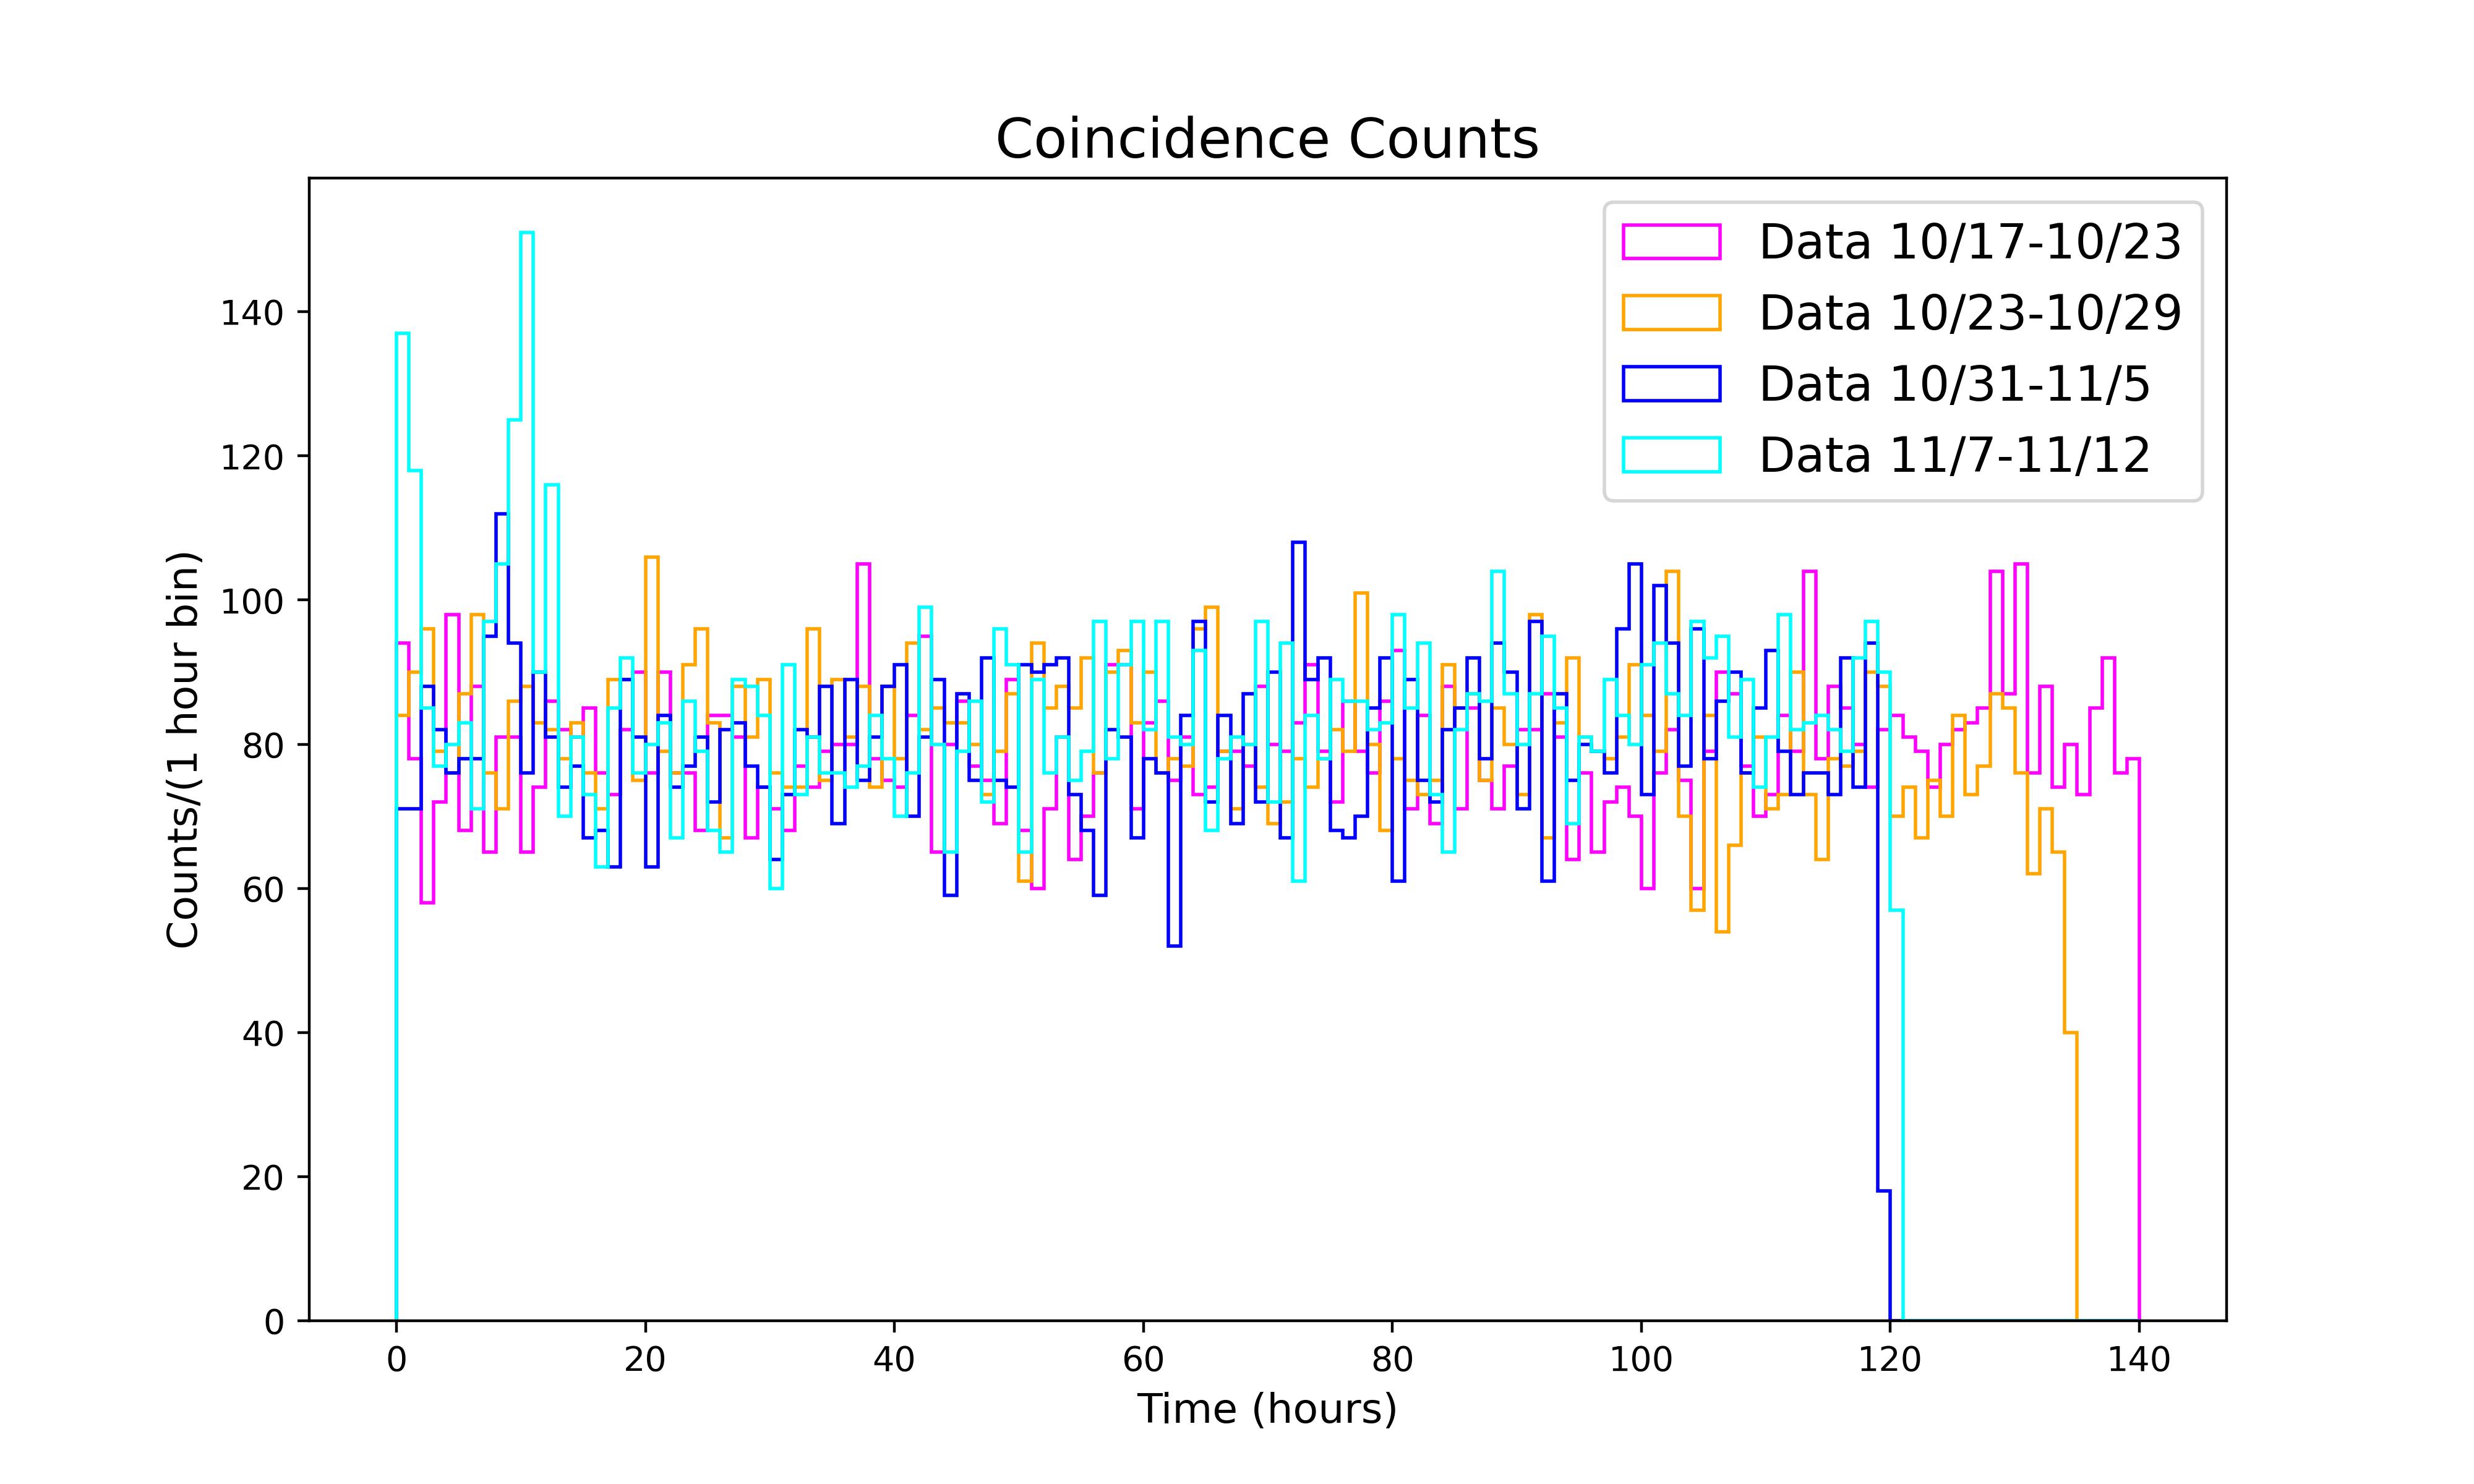 Coincidence Counts
Data 10/17-10/23
Data 10/23-10/29
Data 10/31-11/5
Data 11/7-11/12
Counts/(1 hour bin)
140
120
100
80
60
40
20
0
0 20 40 60 80 100 120 140
Time (hours)